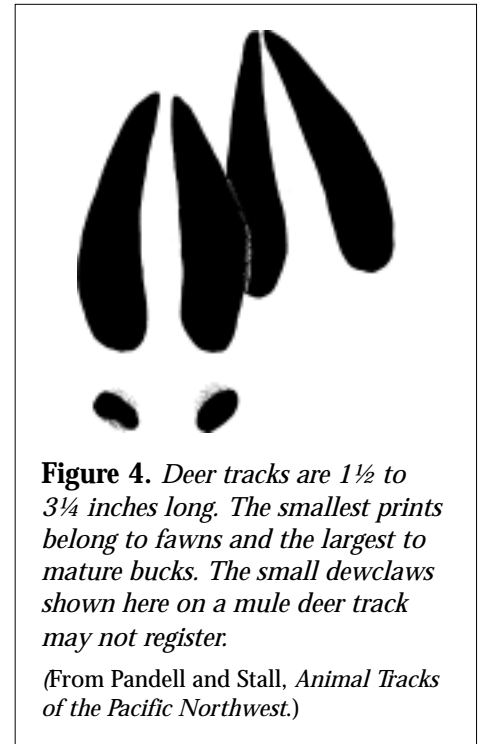 Figure 4. Deer tracks are 1½ to
3¼ inches long. The smallest prints
belong to fawns and the largest to
mature bucks. The small dewclaws
shown here on a mule deer track
may not register.
(From Pandell and Stall, Animal Tracks
of the Pacific Northwest.)